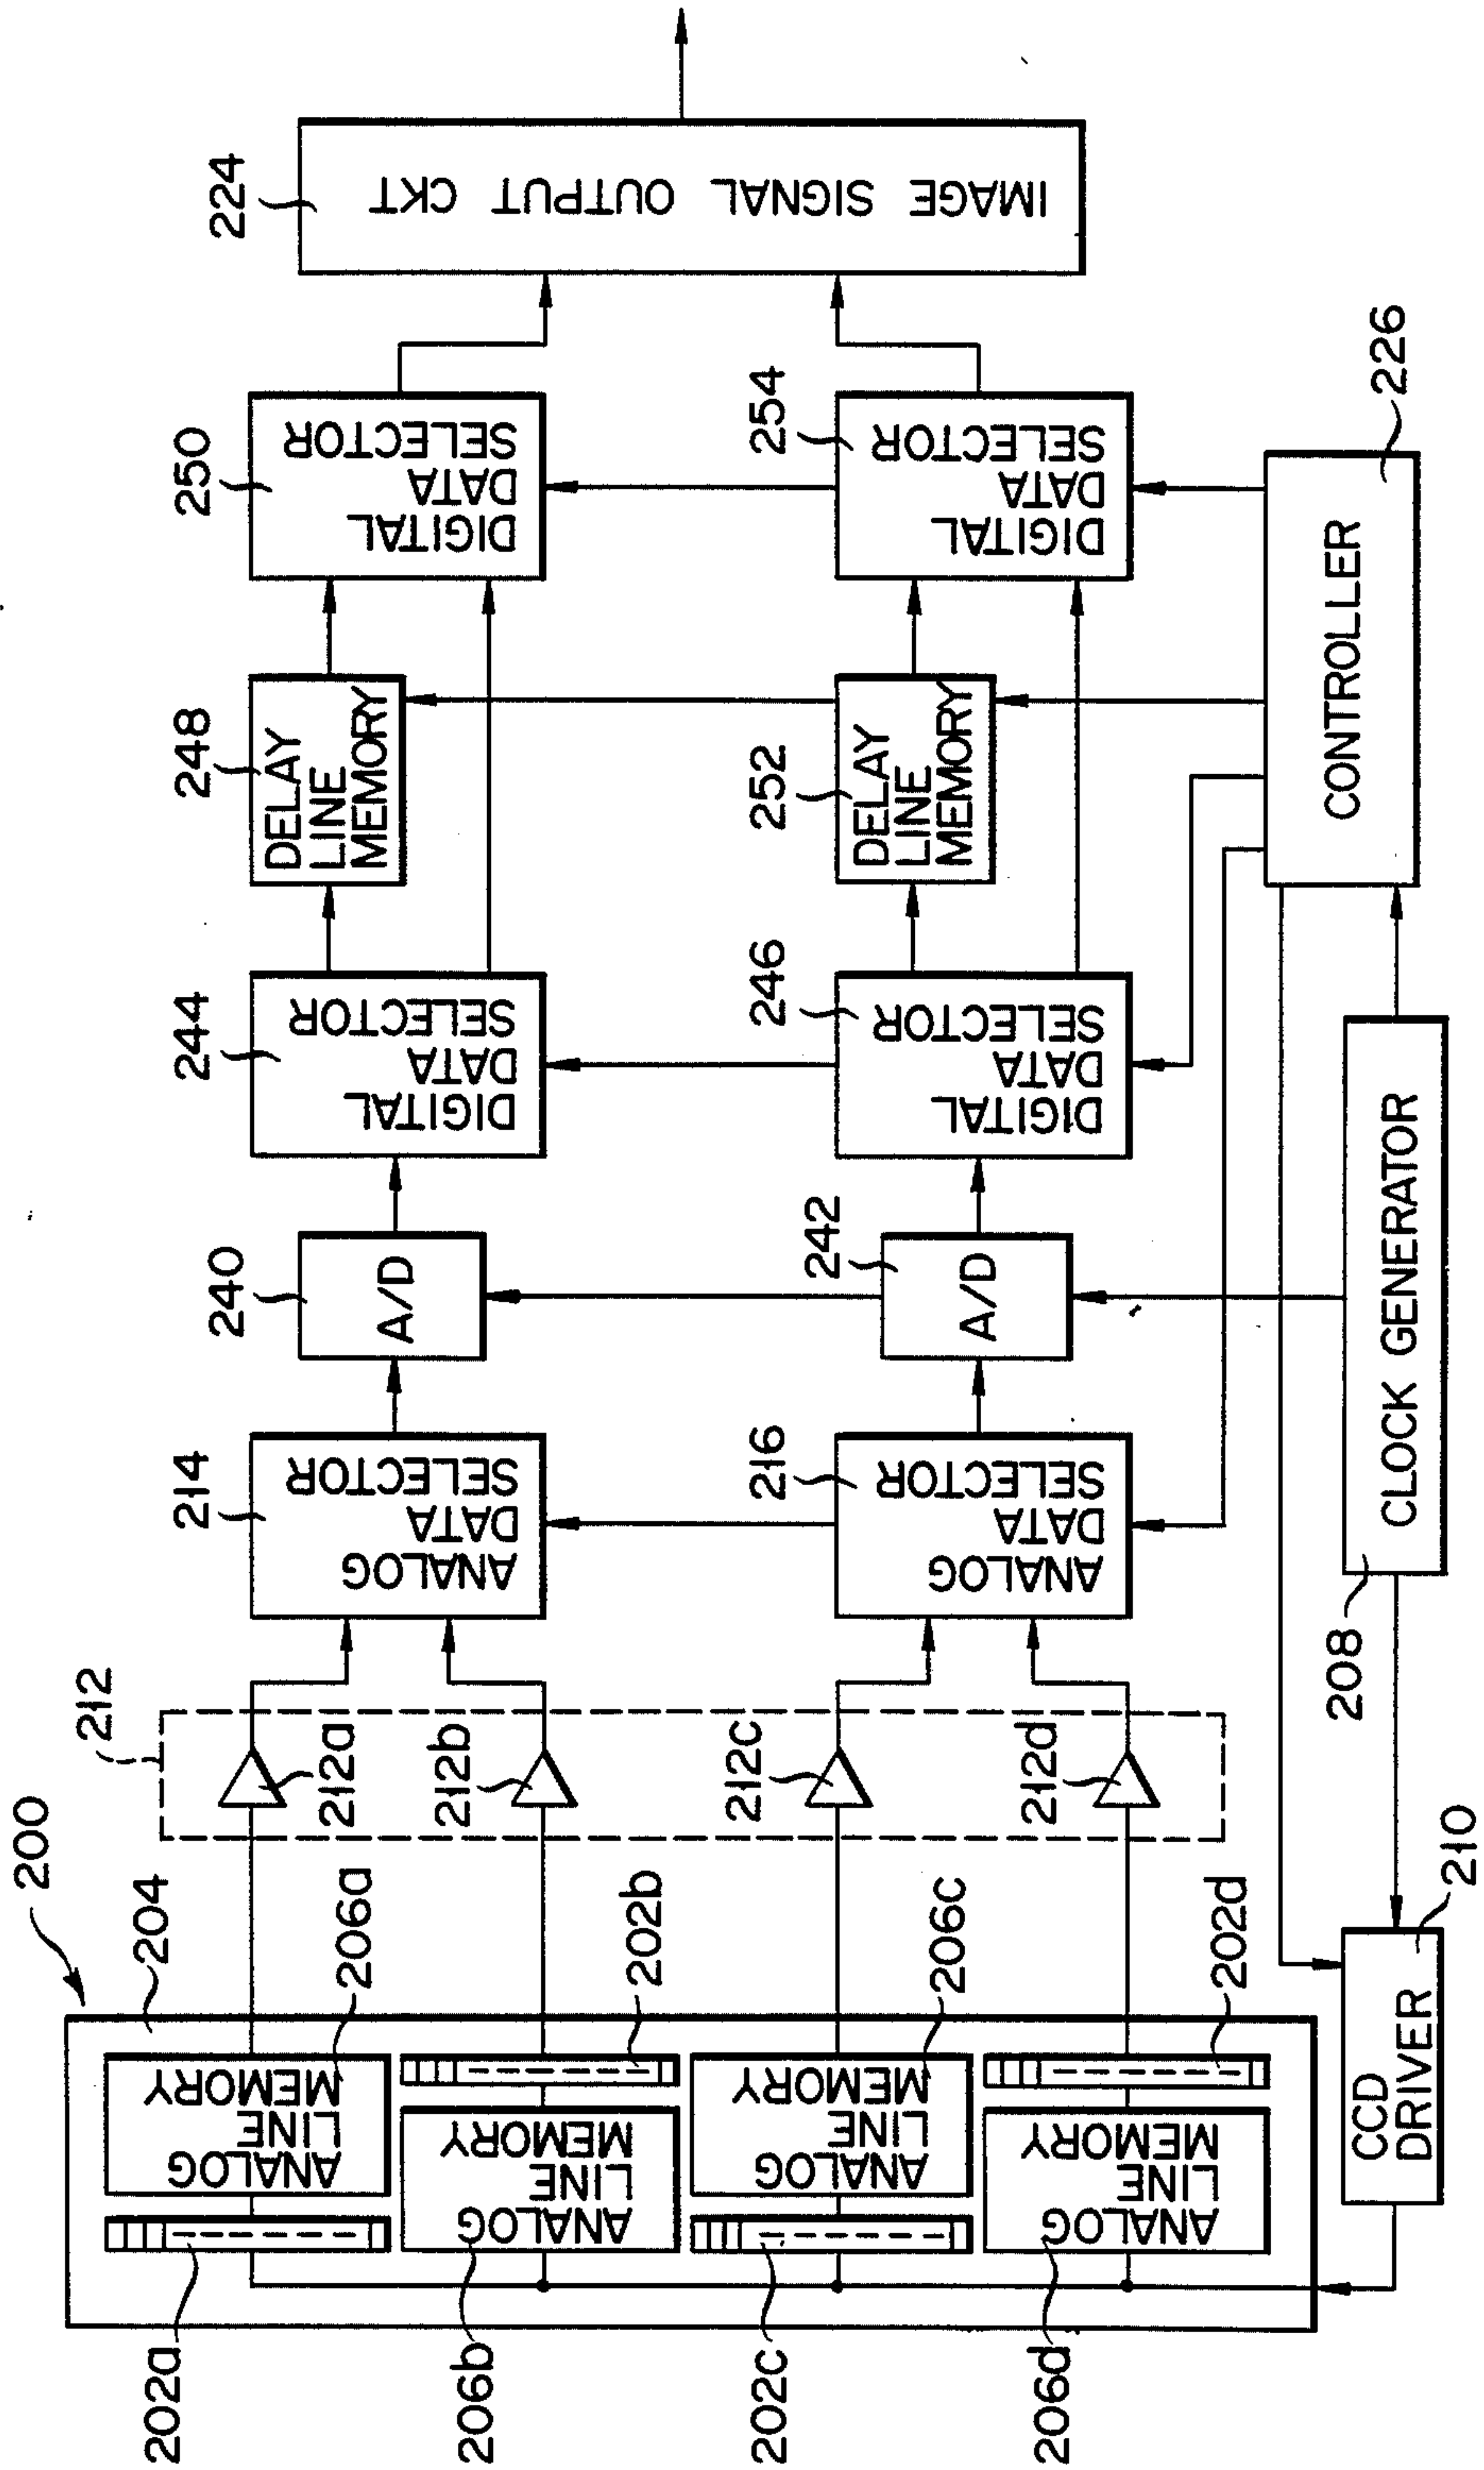 224
IMAGE SIGNAL OUTPUT CKT
250
DIGITAL
DATA
SELECTOR
254
DIGITAL
DATA
SELECTOR
226
CONTROLLER
248
DELAY
LINE
MEMORY
252
DELAY
LINE
MEMORY
244
DIGITAL
DATA
SELECTOR
246
DIGITAL
DATA
SELECTOR
240
A/D
242
A/D
208
CLOCK GENERATOR
214
ANALOG
DATA
SELECTOR
216
ANALOG
DATA
SELECTOR
212
212a
212b
212c
212d
200
204
206a
202b
206c
202d
210
ANALOG
LINE
MEMORY
ANALOG
LINE
MEMORY
ANALOG
LINE
MEMORY
ANALOG
LINE
MEMORY
CCD
DRIVER
202a
206b
202c
206d